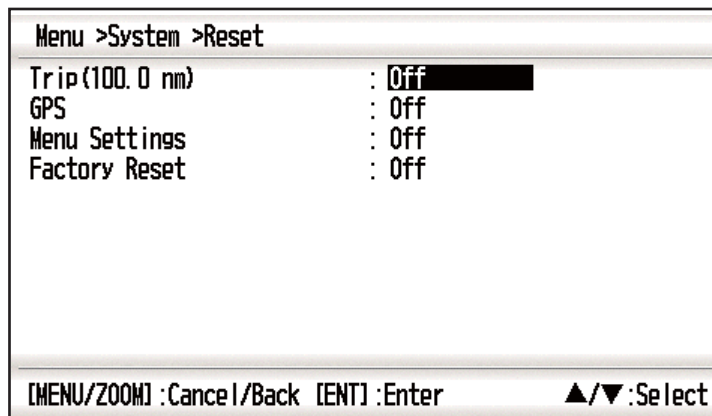 Menu >System >Reset
Trip(100.0 nm) : Off
GPS : Off
Menu Settings : Off
Factory Reset : Off
[MENU/ZOOM]:Cancel/Back [ENT]:Enter ▲/▼:Select